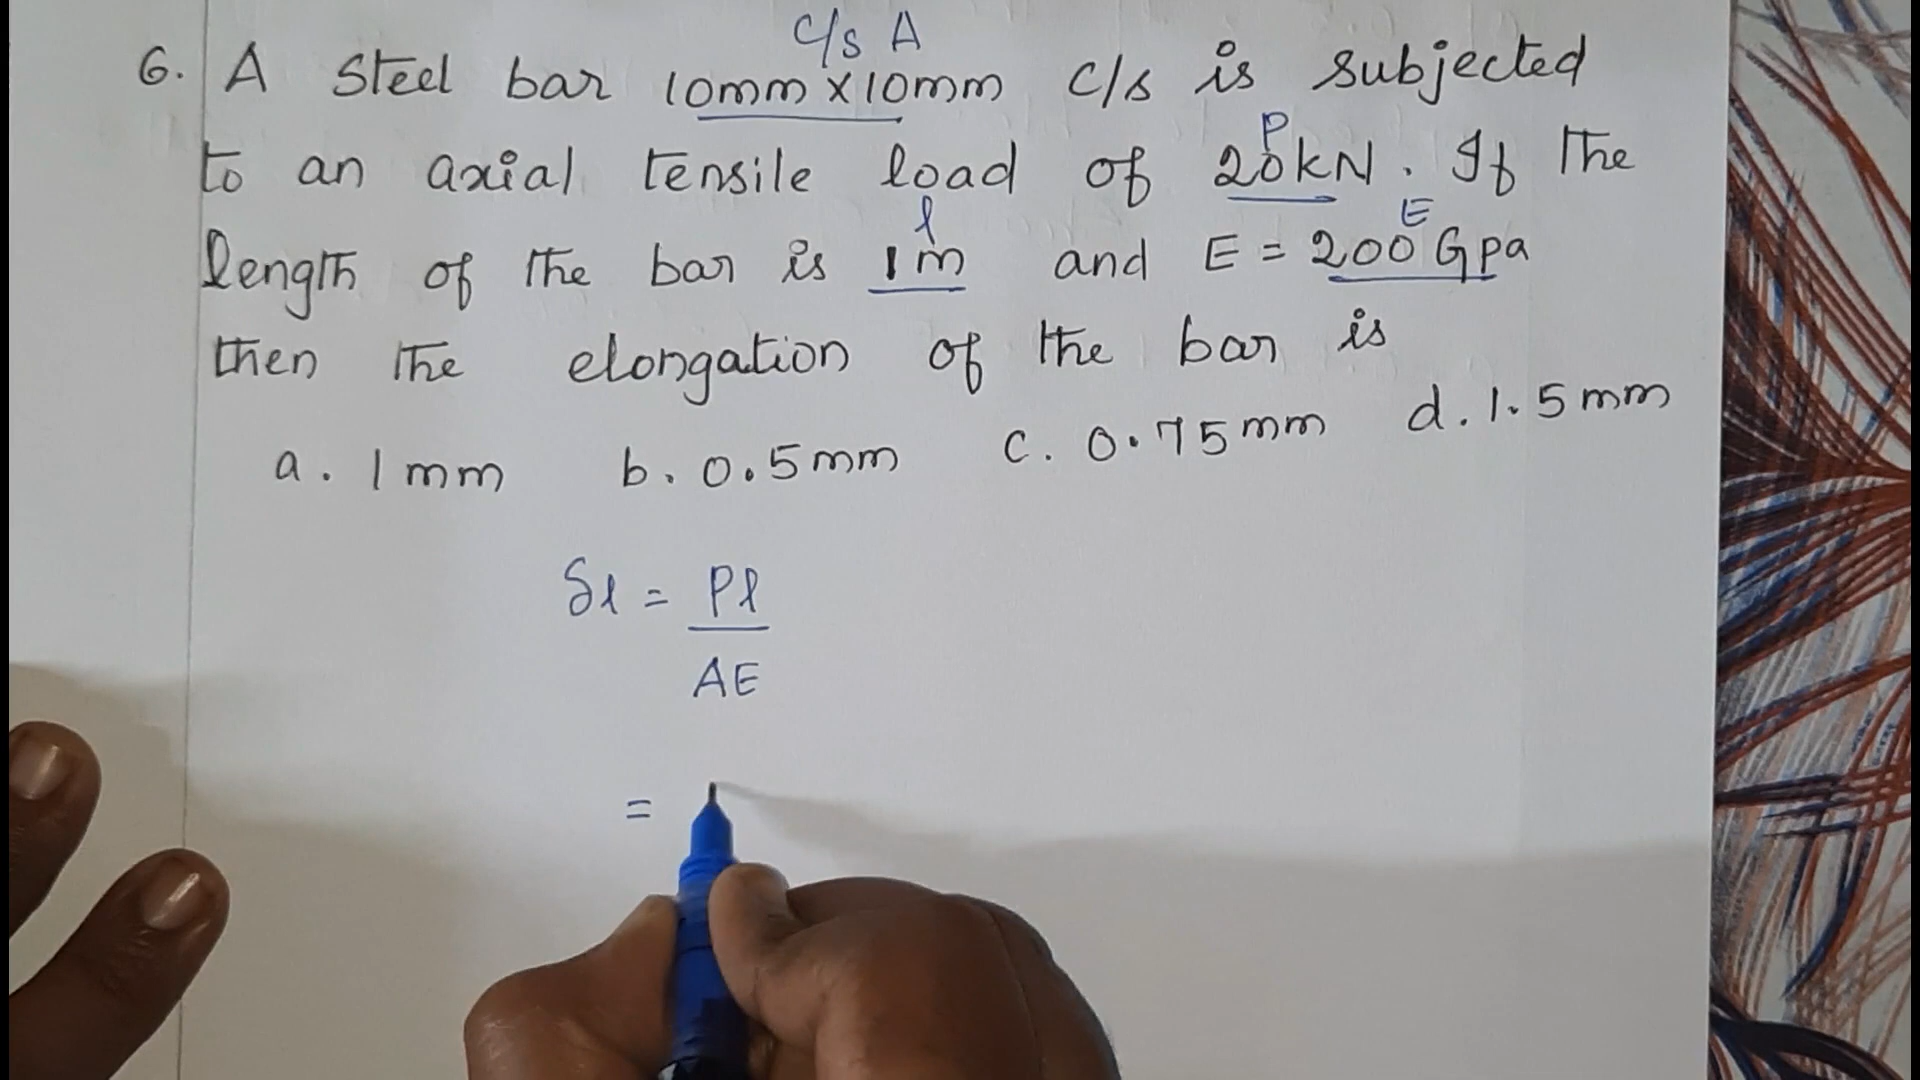 c/s A
6. A steel bar 10mm x 10mm c/s is subjected
P
to an axial tensile load of 20kN. If the
l E
length of the bar is 1m and E = 200 Gpa
then the elongation of the bar is
a. 1mm b. 0.5mm c. 0.75mm d. 1.5mm
δl = Pl
AE
=